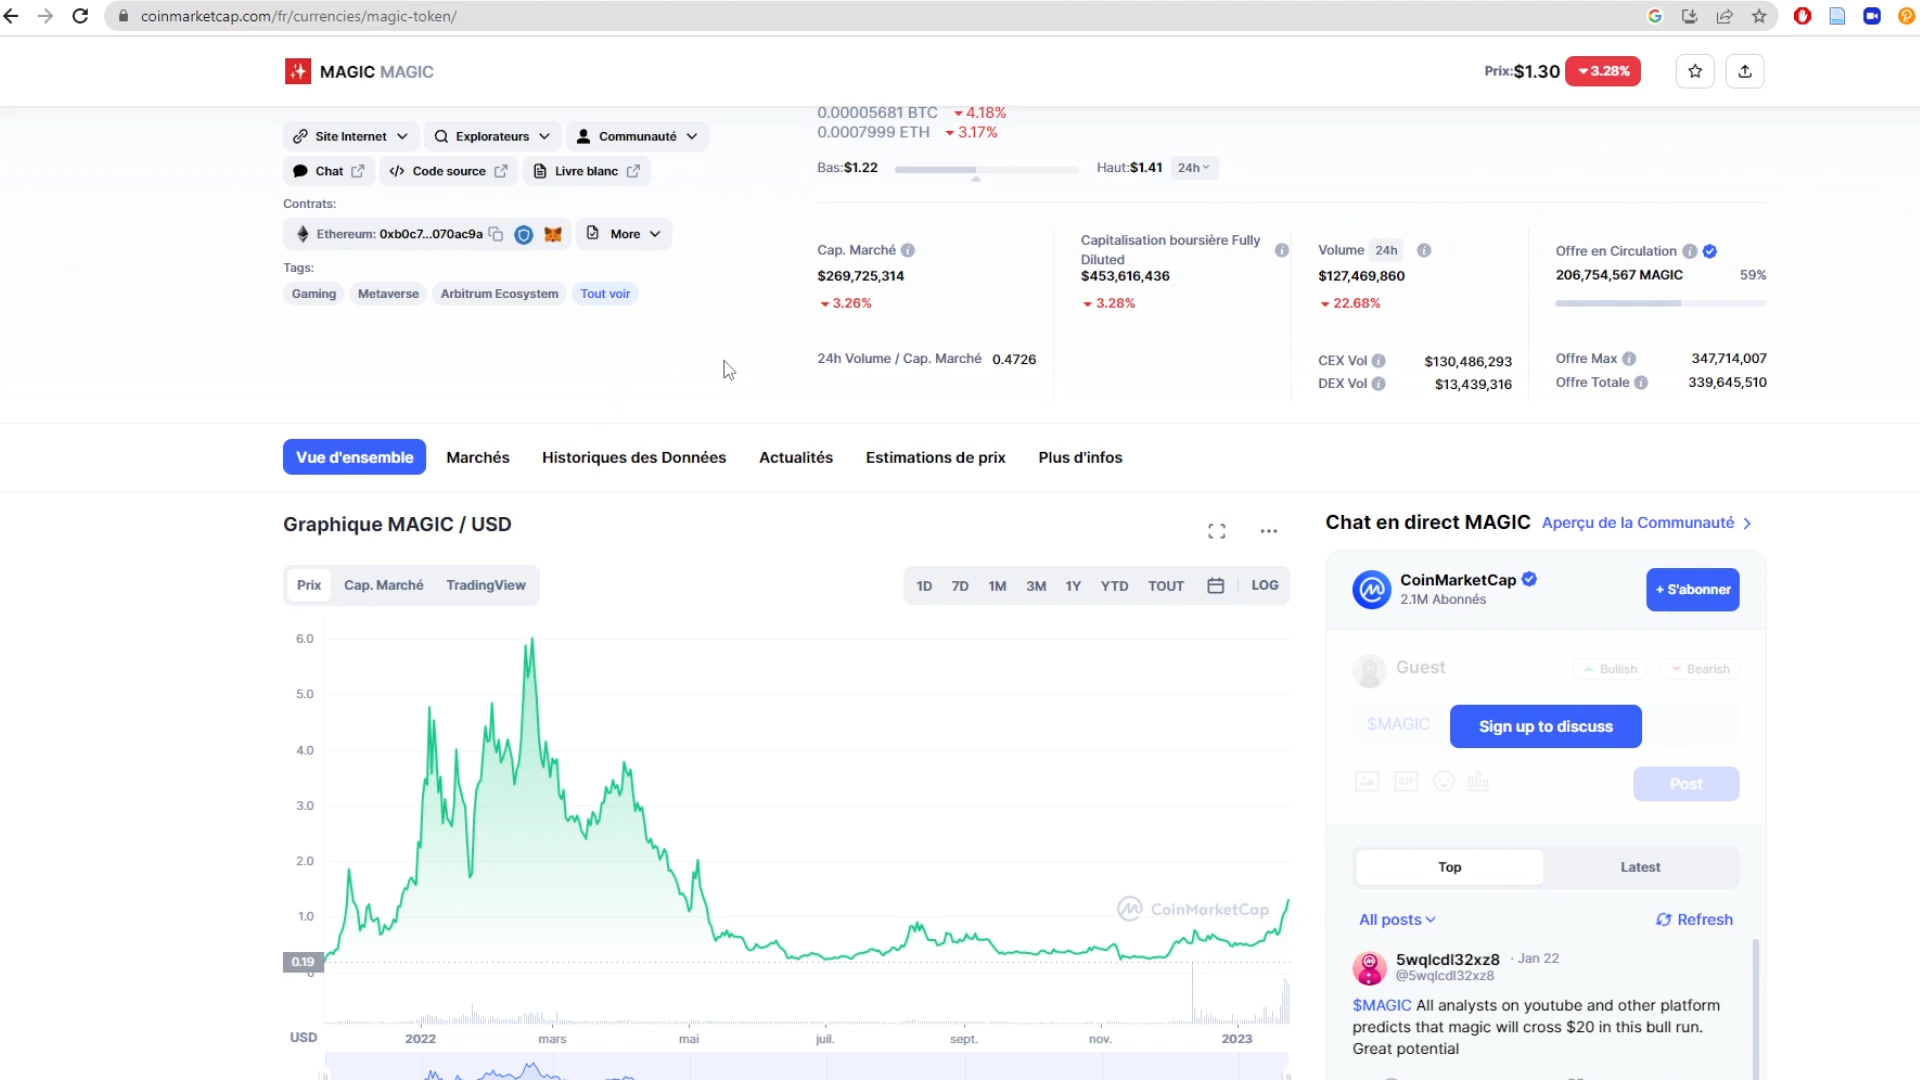 coinmarketcap.com/fr/currencies/magic-token/
MAGIC MAGIC
Prix:$1.30 3.28%
0.00005681 BTC 4.18%
0.0007999 ETH 3.17%
Site Internet Explorateurs Communauté
Bas:$1.22 Haut:$1.41 24h
Chat Code source Livre blanc
Contrats:
Ethereum: 0xb0c7...070ac9a More
Tags:
Gaming Metaverse Arbitrum Ecosystem Tout voir
Cap. Marché
$269,725,314
3.26%
24h Volume / Cap. Marché 0.4726
Capitalisation boursière Fully
Diluted
$453,616,436
3.28%
Volume 24h
$127,469,860
22.68%
CEX Vol $130,486,293
DEX Vol $13,439,316
Offre en Circulation
206,754,567 MAGIC 59%
Offre Max 347,714,007
Offre Totale 339,645,510
Vue d'ensemble Marchés Historiques des Données Actualités Estimations de prix Plus d'infos
Graphique MAGIC / USD
Prix Cap. Marché TradingView 1D 7D 1M 3M 1Y YTD TOUT LOG
6.0
5.0
4.0
3.0
2.0
1.0
0.19
0
CoinMarketCap
USD 2022 mars mai juil. sept. nov. 2023
Chat en direct MAGIC Aperçu de la Communauté
CoinMarketCap
2.1M Abonnés
+ S'abonner
Guest Bullish Bearish
$MAGIC Sign up to discuss
GIF Post
Top Latest
All posts Refresh
5wqlcdl32xz8 · Jan 22
@5wqlcdl32xz8
$MAGIC All analysts on youtube and other platform
predicts that magic will cross $20 in this bull run.
Great potential